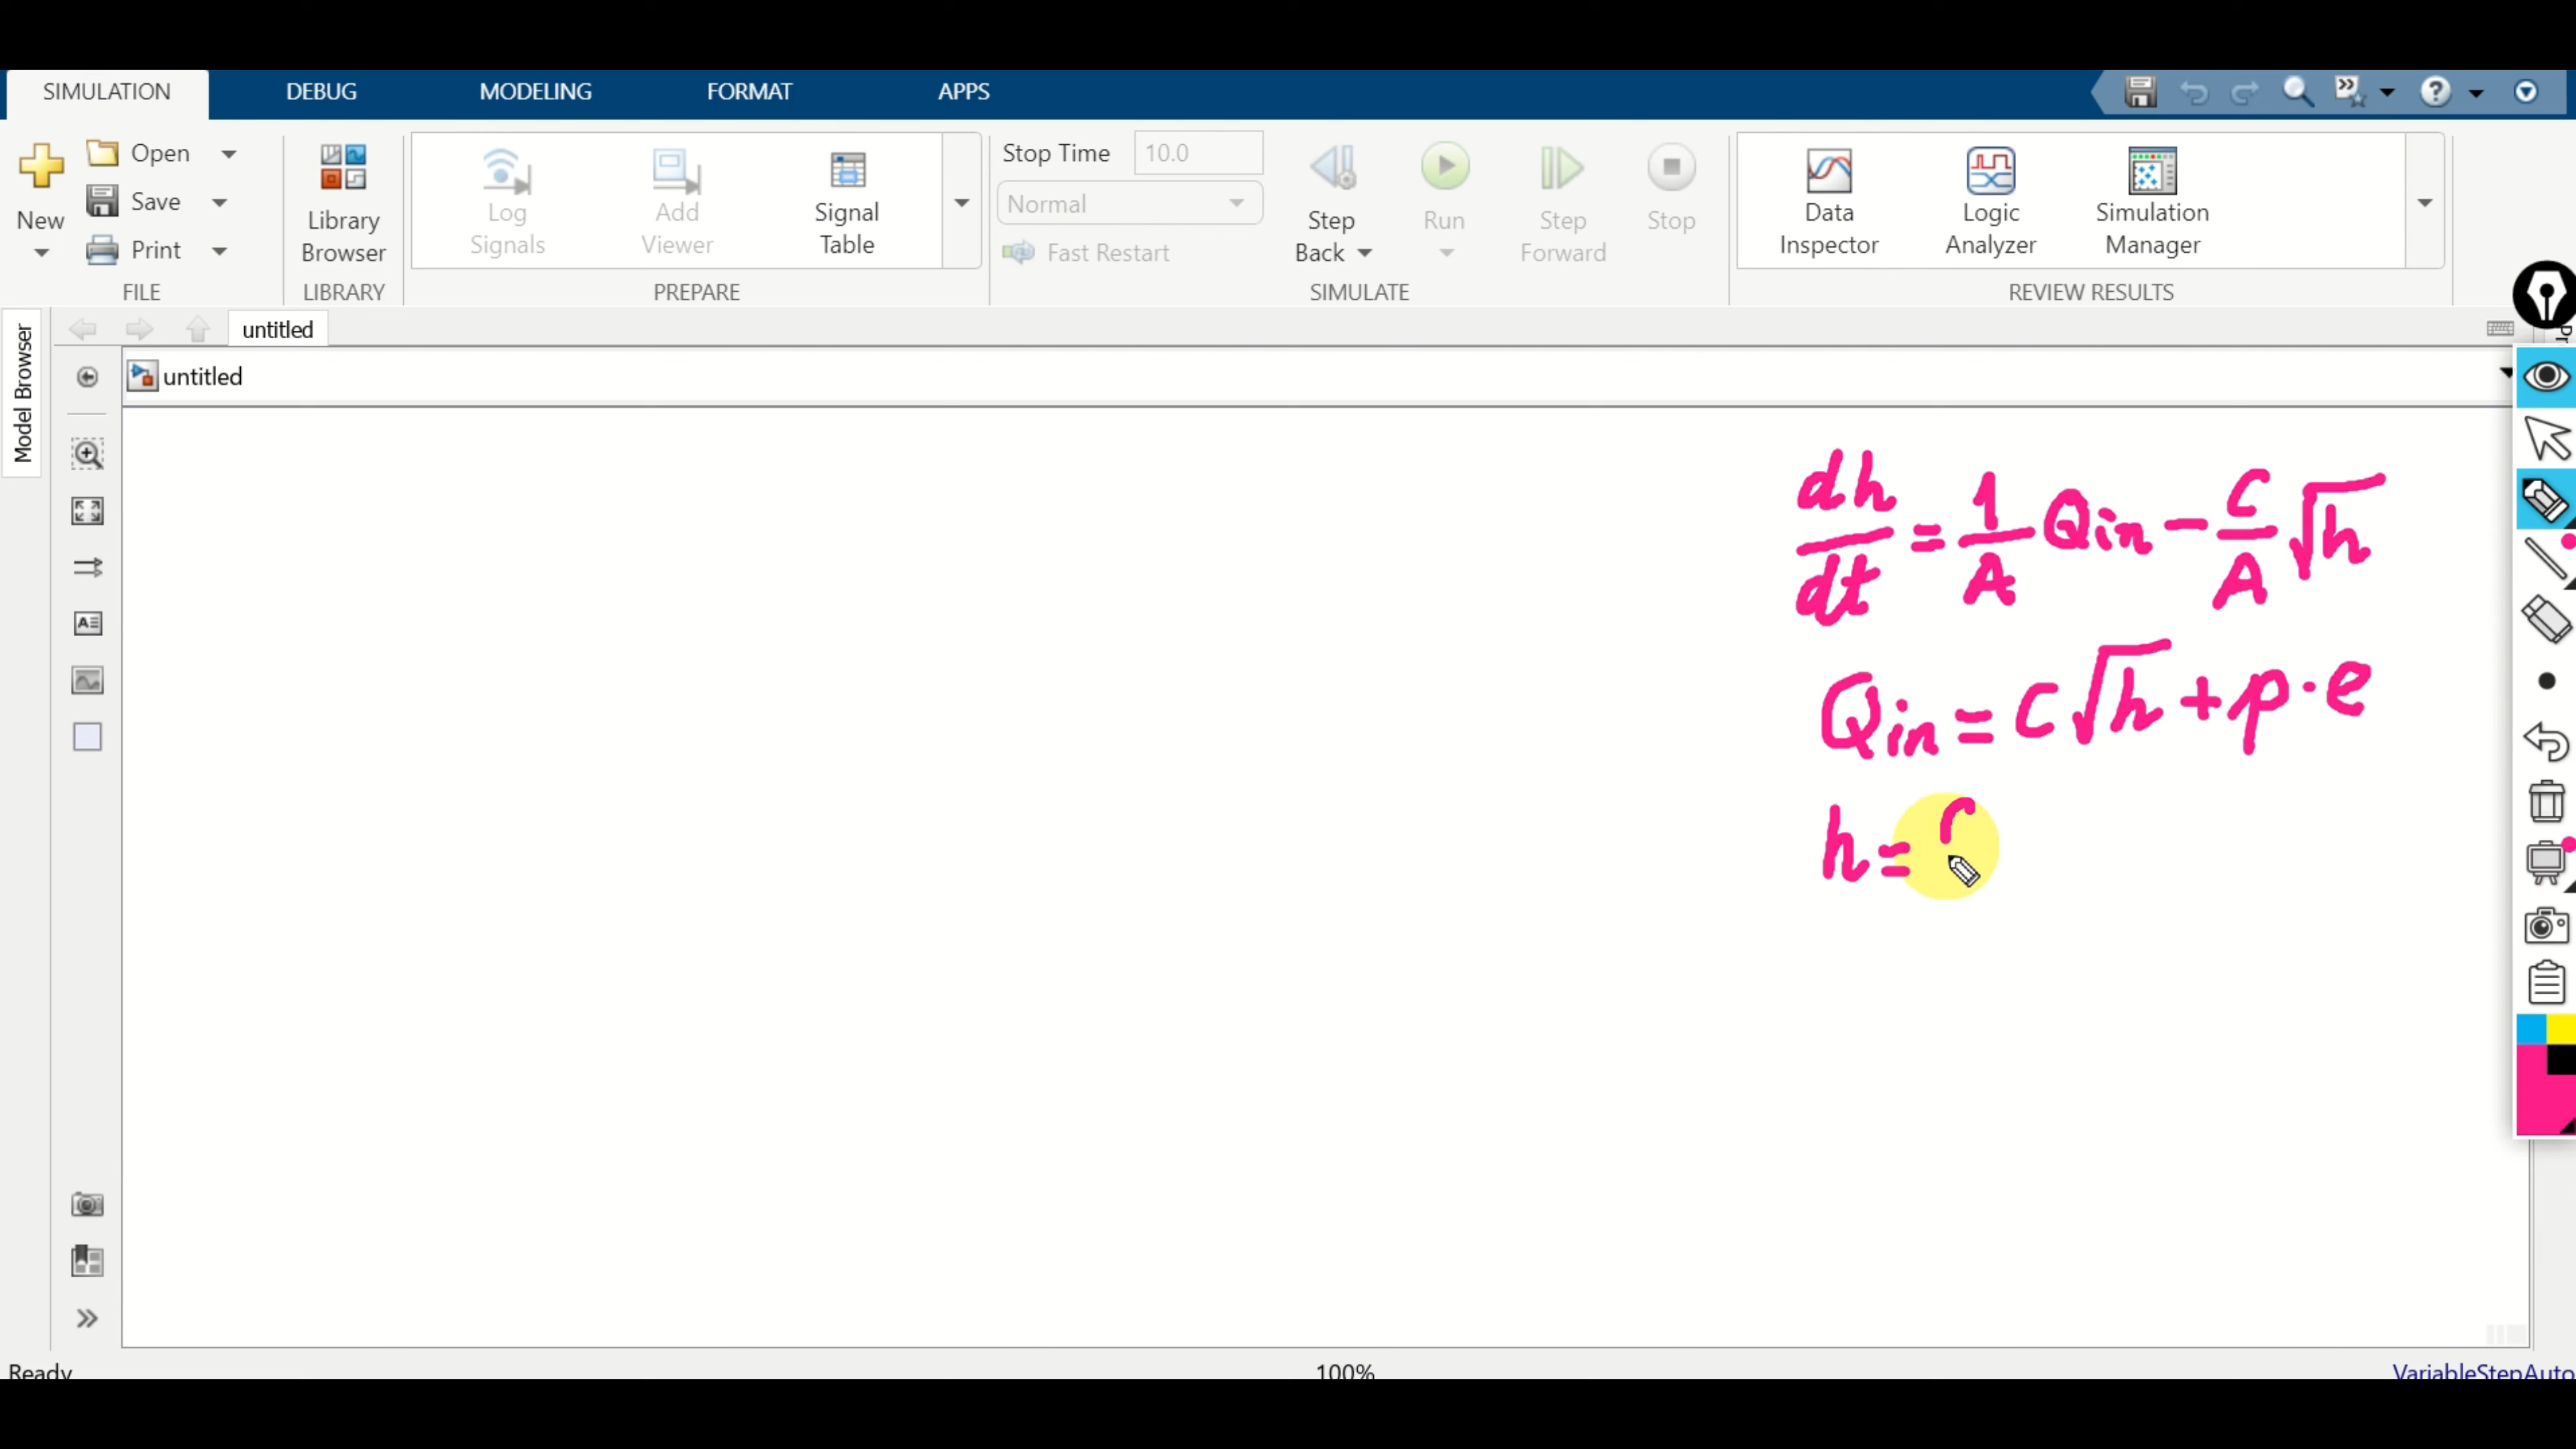 SIMULATION DEBUG MODELING FORMAT APPS
New
Open
Save
Print
FILE
Library Browser
LIBRARY
Log Signals
Add Viewer
Signal Table
PREPARE
Stop Time 10.0
Normal
Fast Restart
Step Back
Run
Step Forward
Stop
SIMULATE
Data Inspector
Logic Analyzer
Simulation Manager
REVIEW RESULTS
Model Browser
untitled
untitled
dh/dt = 1/A Qin - C/A √h
Qin = C√h + p·e
h =
Ready 100% VariableStepAuto